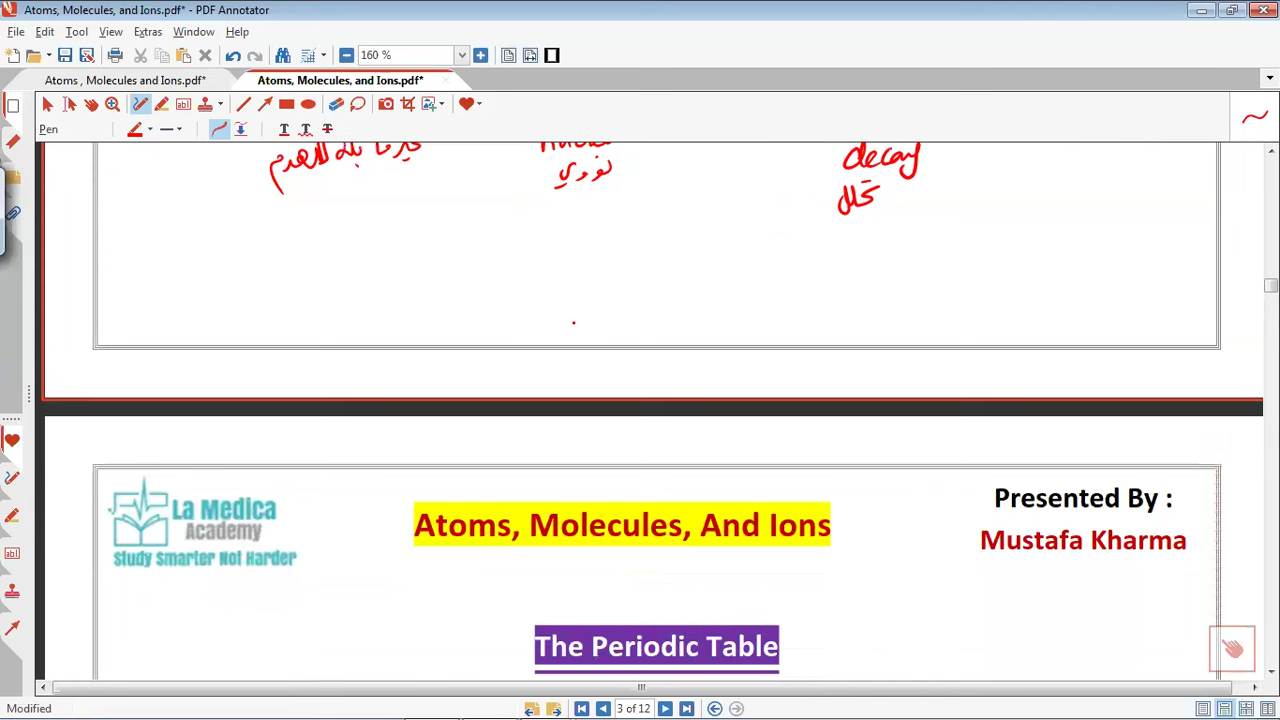 Atoms, Molecules, and Ions.pdf* - PDF Annotator
File Edit Tool View Extras Window Help
160 %
Atoms , Molecules and Ions.pdf* Atoms, Molecules, and Ions.pdf*
Pen
decay
تحلل
نووي
La Medica
Academy
Study Smarter Not Harder
Atoms, Molecules, And Ions
Presented By :
Mustafa Kharma
The Periodic Table
Modified
3 of 12